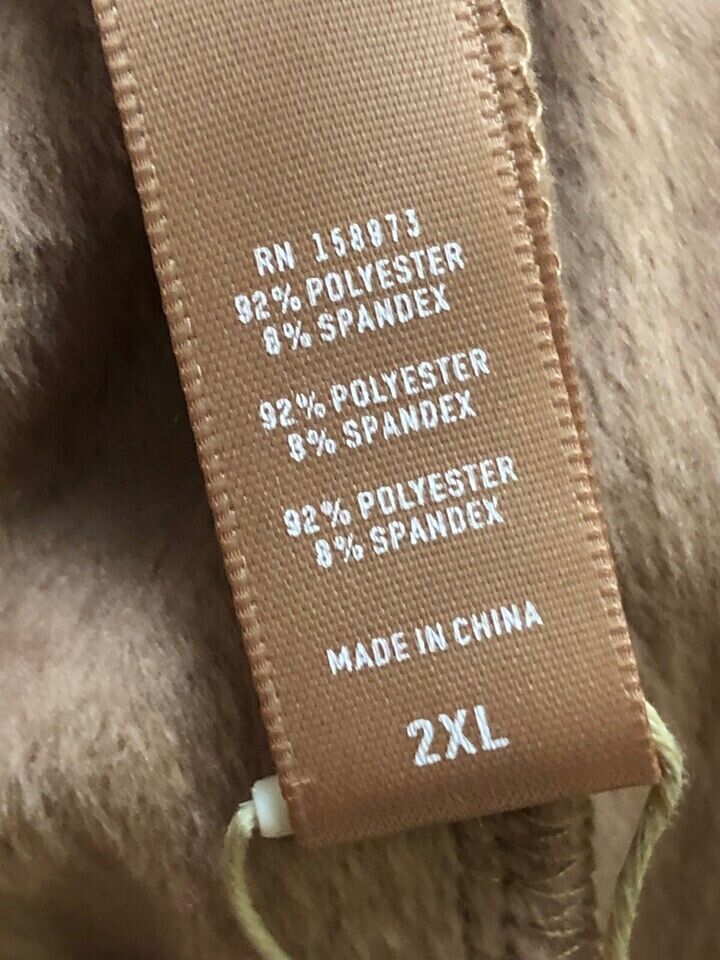 RN 158973
92% POLYESTER
8% SPANDEX
92% POLYESTER
8% SPANDEX
92% POLYESTER
8% SPANDEX
MADE IN CHINA
2XL